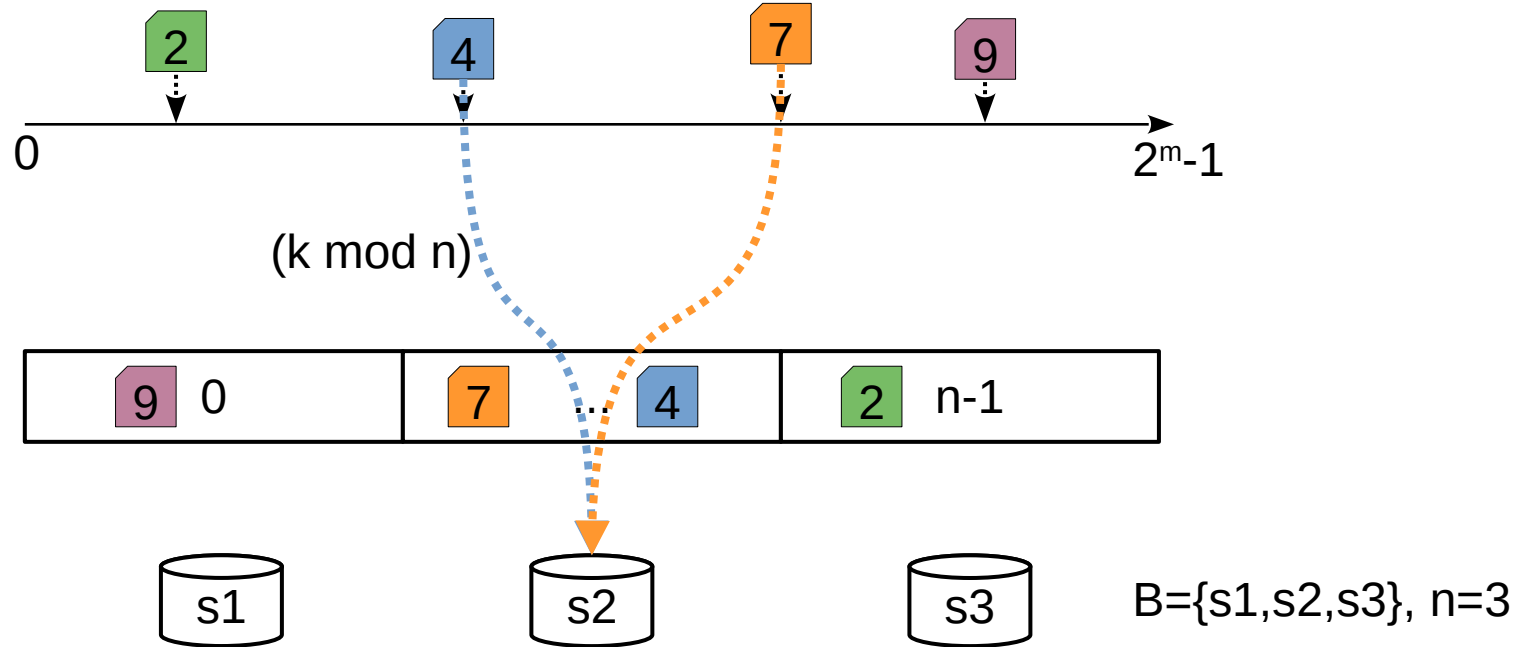 2 4 7 9
0 2ᵐ-1
(k mod n)
9 0 7 ... 4 2 n-1
s1 s2 s3 B={s1,s2,s3}, n=3